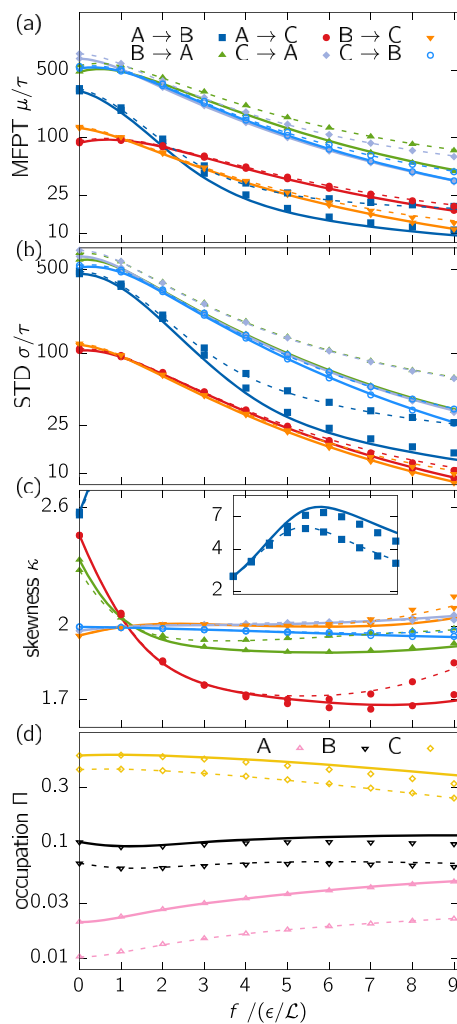 (a)
A → B A → C B → C
B → A C → A C → B
MFPT μ/τ
500
100
25
10
(b)
STD σ/τ
500
100
25
10
(c)
skewness κ
2.6
2
1.7
7
4
2
(d)
A B C
occupation Π
0.3
0.1
0.03
0.01
0 1 2 3 4 5 6 7 8 9
f /(ϵ/ℒ)